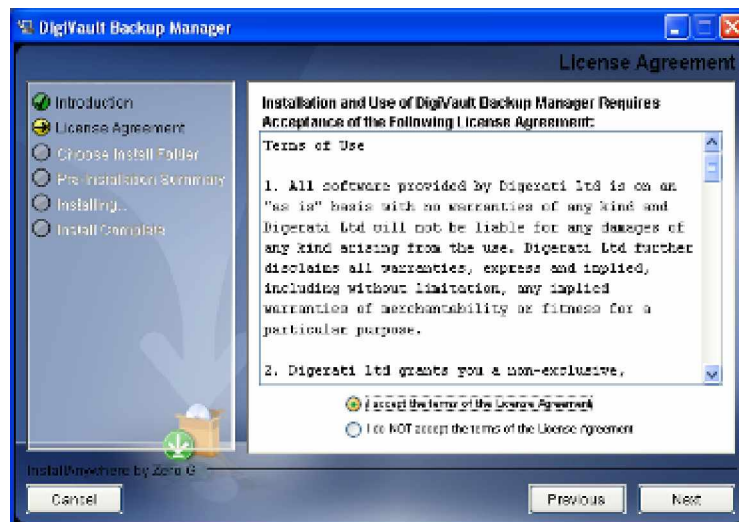 DigiVault Backup Manager
License Agreement
Introduction
License Agreement
Choose Install Folder
Pre-Installation Summary
Installing...
Install Complete
Installation and Use of DigiVault Backup Manager Requires
Acceptance of the Following License Agreement:
Terms of Use
1. All software provided by Digerati Ltd is on an
"as is" basis with no warranties of any kind and
Digerati Ltd will not be liable for any damages of
any kind arising from the use. Digerati Ltd further
disclaims all warranties, express and implied,
including without limitation, any implied
warranties of merchantability or fitness for a
particular purpose.
2. Digerati Ltd grants you a non-exclusive,
I accept the terms of the License Agreement
I do NOT accept the terms of the License Agreement
InstallAnywhere by Zero G
Cancel
Previous
Next